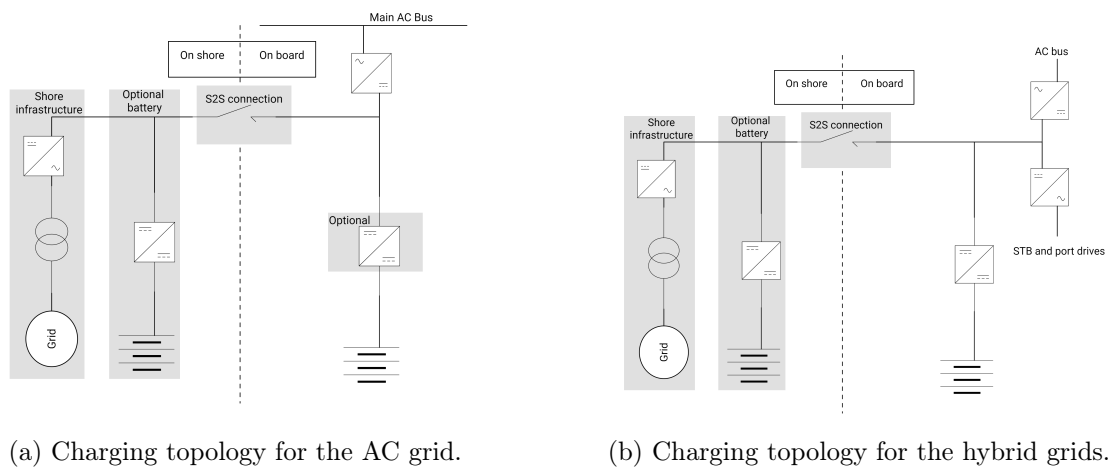 Main AC Bus
On shore
On board
Shore
infrastructure
Optional
battery
S2S connection
Optional
Grid
(a) Charging topology for the AC grid.
AC bus
On shore
On board
Shore
infrastructure
Optional
battery
S2S connection
STB and port drives
Grid
(b) Charging topology for the hybrid grids.